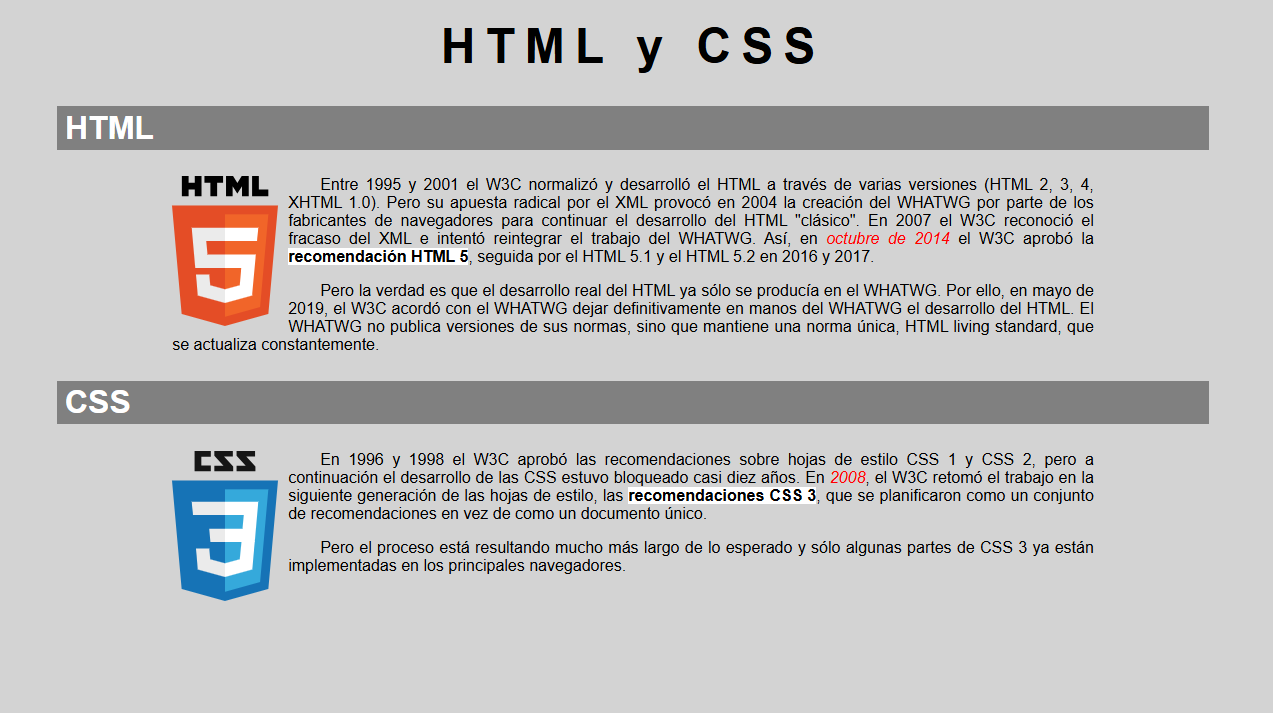 HTML y CSS
HTML
HTML
5
Entre 1995 y 2001 el W3C normalizó y desarrolló el HTML a través de varias versiones (HTML 2, 3, 4,
XHTML 1.0). Pero su apuesta radical por el XML provocó en 2004 la creación del WHATWG por parte de los
fabricantes de navegadores para continuar el desarrollo del HTML "clásico". En 2007 el W3C reconoció el
fracaso del XML e intentó reintegrar el trabajo del WHATWG. Así, en octubre de 2014 el W3C aprobó la
recomendación HTML 5, seguida por el HTML 5.1 y el HTML 5.2 en 2016 y 2017.
Pero la verdad es que el desarrollo real del HTML ya sólo se producía en el WHATWG. Por ello, en mayo de
2019, el W3C acordó con el WHATWG dejar definitivamente en manos del WHATWG el desarrollo del HTML. El
WHATWG no publica versiones de sus normas, sino que mantiene una norma única, HTML living standard, que
se actualiza constantemente.
CSS
CSS
3
En 1996 y 1998 el W3C aprobó las recomendaciones sobre hojas de estilo CSS 1 y CSS 2, pero a
continuación el desarrollo de las CSS estuvo bloqueado casi diez años. En 2008, el W3C retomó el trabajo en la
siguiente generación de las hojas de estilo, las recomendaciones CSS 3, que se planificaron como un conjunto
de recomendaciones en vez de como un documento único.
Pero el proceso está resultando mucho más largo de lo esperado y sólo algunas partes de CSS 3 ya están
implementadas en los principales navegadores.